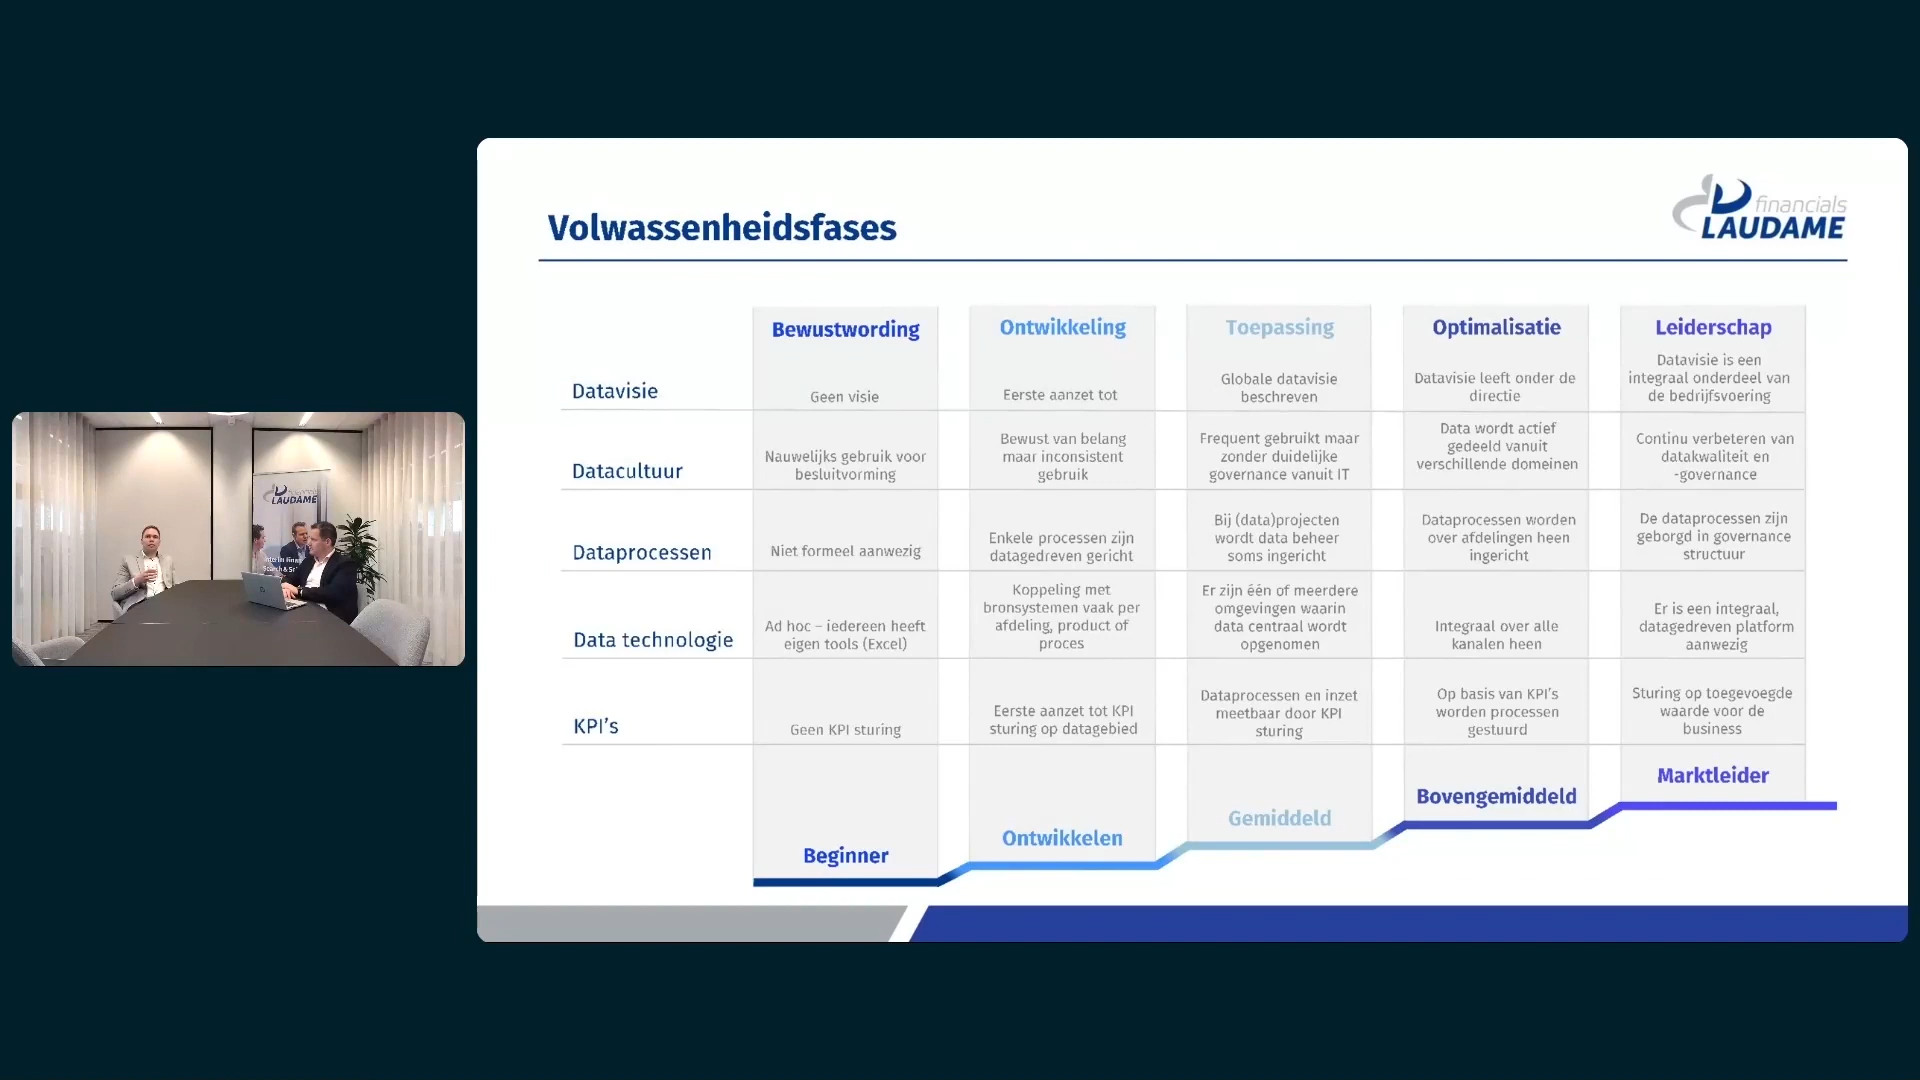 Volwassenheidsfases
financials
LAUDAME
Bewustwording
Ontwikkeling
Toepassing
Optimalisatie
Leiderschap
Datavisie
Geen visie
Eerste aanzet tot
Globale datavisie
beschreven
Datavisie leeft onder de
directie
Datavisie is een
integraal onderdeel van
de bedrijfsvoering
Datacultuur
Nauwelijks gebruik voor
besluitvorming
Bewust van belang
maar inconsistent
gebruik
Frequent gebruikt maar
zonder duidelijke
governance vanuit IT
Data wordt actief
gedeeld vanuit
verschillende domeinen
Continu verbeteren van
datakwaliteit en
-governance
Dataprocessen
Niet formeel aanwezig
Enkele processen zijn
datagedreven gericht
Bij (data)projecten
wordt data beheer
soms ingericht
Dataprocessen worden
over afdelingen heen
ingericht
De dataprocessen zijn
geborgd in governance
structuur
Data technologie
Ad hoc – iedereen heeft
eigen tools (Excel)
Koppeling met
bronsystemen vaak per
afdeling, product of
proces
Er zijn één of meerdere
omgevingen waarin
data centraal wordt
opgenomen
Integraal over alle
kanalen heen
Er is een integraal,
datagedreven platform
aanwezig
KPI's
Geen KPI sturing
Eerste aanzet tot KPI
sturing op datagebied
Dataprocessen en inzet
meetbaar door KPI
sturing
Op basis van KPI's
worden processen
gestuurd
Sturing op toegevoegde
waarde voor de
business
Beginner
Ontwikkelen
Gemiddeld
Bovengemiddeld
Marktleider
LAUDAME